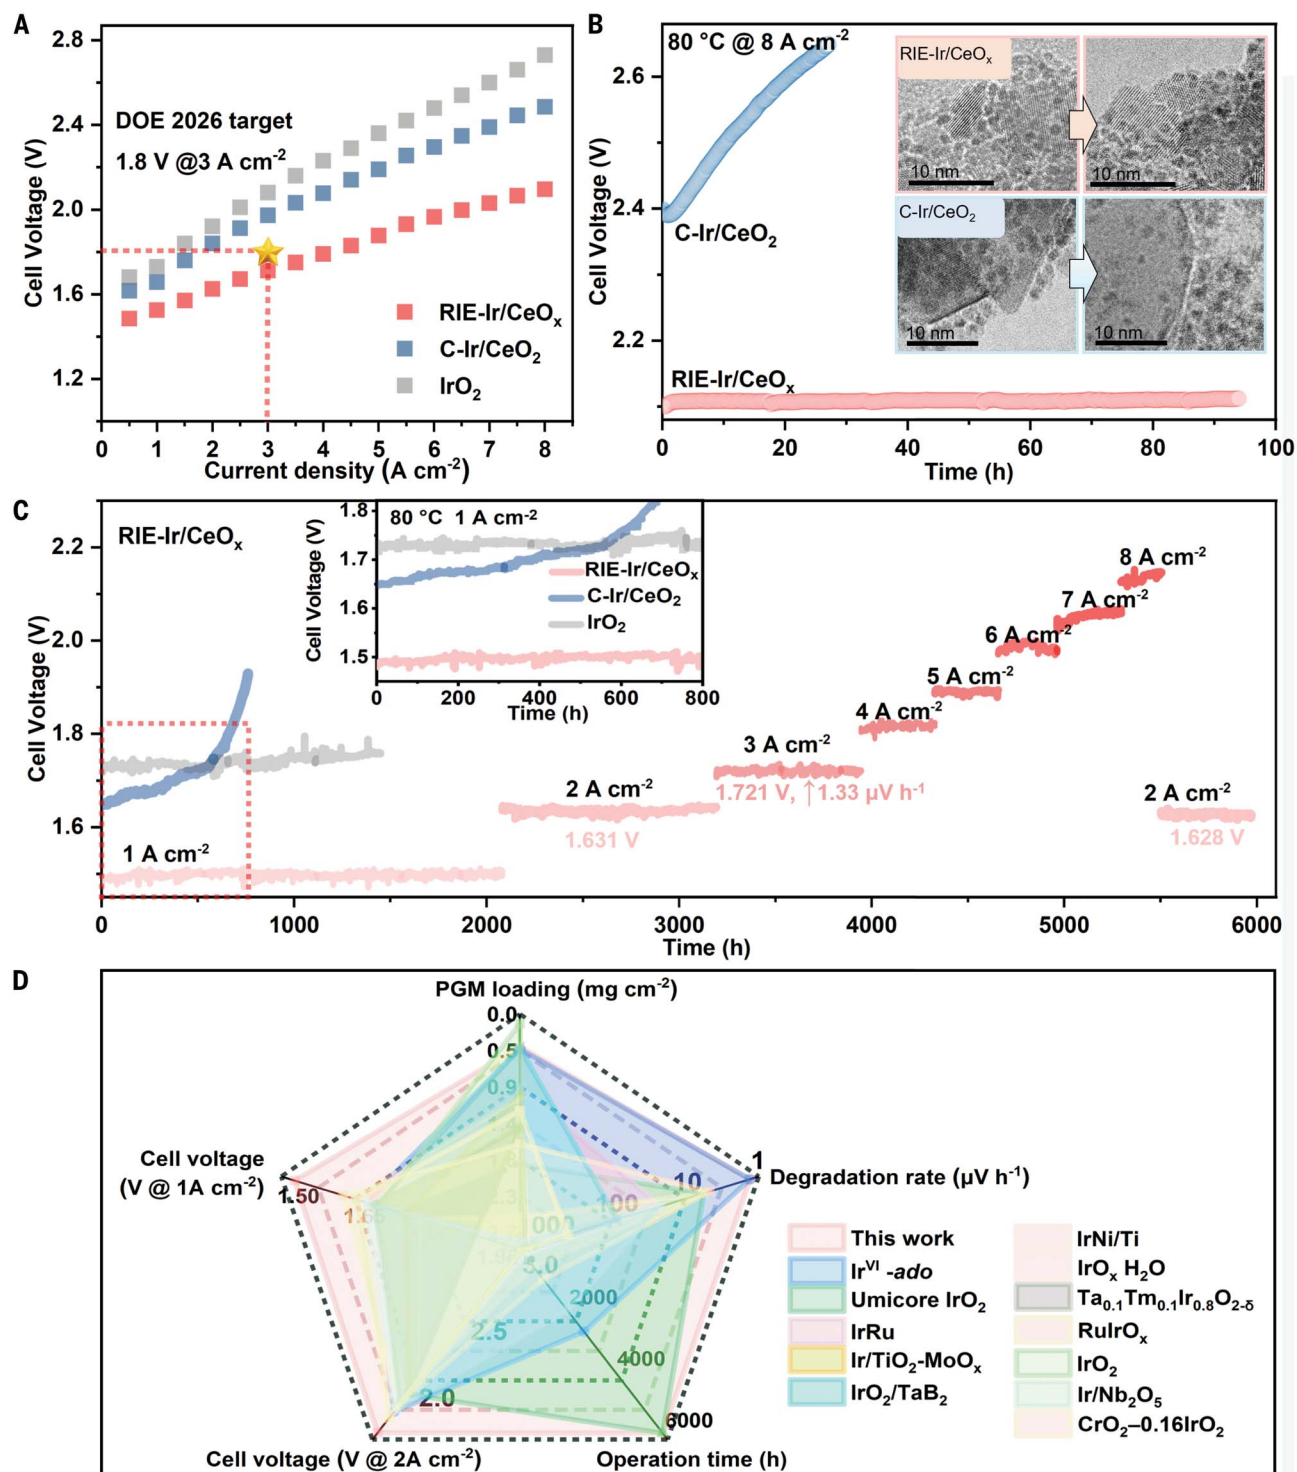 A
2.8
2.4
2.0
1.6
1.2
Cell Voltage (V)
DOE 2026 target
1.8 V @3 A cm-2
RIE-Ir/CeOx
C-Ir/CeO2
IrO2
0 1 2 3 4 5 6 7 8
Current density (A cm-2)
B
80 °C @ 8 A cm-2
2.6
2.4
2.2
Cell Voltage (V)
C-Ir/CeO2
RIE-Ir/CeOx
RIE-Ir/CeOx
10 nm
10 nm
C-Ir/CeO2
10 nm
10 nm
0 20 40 60 80 100
Time (h)
C
RIE-Ir/CeOx
2.2
2.0
1.8
1.6
Cell Voltage (V)
80 °C 1 A cm-2
1.8
1.7
1.6
1.5
Cell Voltage (V)
RIE-Ir/CeOx
C-Ir/CeO2
IrO2
0 200 400 600 800
Time (h)
1 A cm-2
2 A cm-2
1.631 V
3 A cm-2
1.721 V, ↑1.33 μV h-1
4 A cm-2
5 A cm-2
6 A cm-2
7 A cm-2
8 A cm-2
2 A cm-2
1.628 V
0 1000 2000 3000 4000 5000 6000
Time (h)
D
PGM loading (mg cm-2)
0.0
0.5
0.9
Cell voltage
(V @ 1A cm-2)
1.50
1
Degradation rate (μV h-1)
10
100
1000
2000
4000
6000
3.0
2.5
2.0
Cell voltage (V @ 2A cm-2)
Operation time (h)
This work
IrVI -ado
Umicore IrO2
IrRu
Ir/TiO2-MoOx
IrO2/TaB2
IrNi/Ti
IrOx H2O
Ta0.1Tm0.1Ir0.8O2-δ
RuIrOx
IrO2
Ir/Nb2O5
CrO2–0.16IrO2